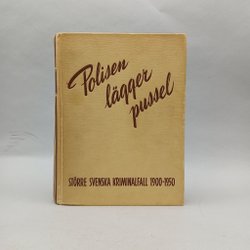 Polisen
lägger
pussel
STÖRRE SVENSKA KRIMINALFALL 1900-1950